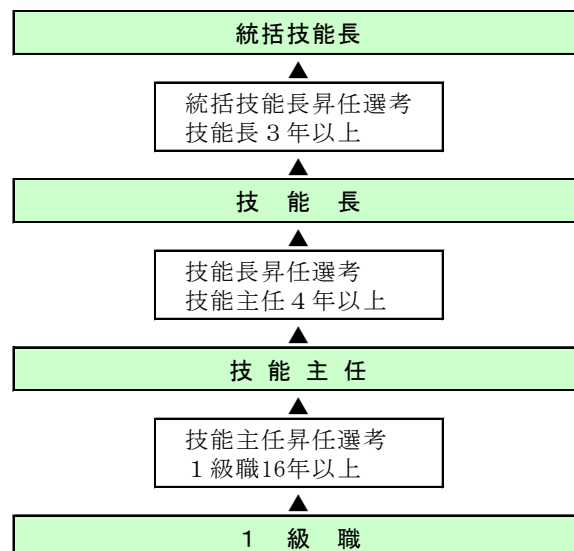 統括技能長
▲
統括技能長昇任選考
技能長３年以上
▲
技　能　長
▲
技能長昇任選考
技能主任４年以上
▲
技 能 主 任
▲
技能主任昇任選考
１級職16年以上
▲
１　級　職